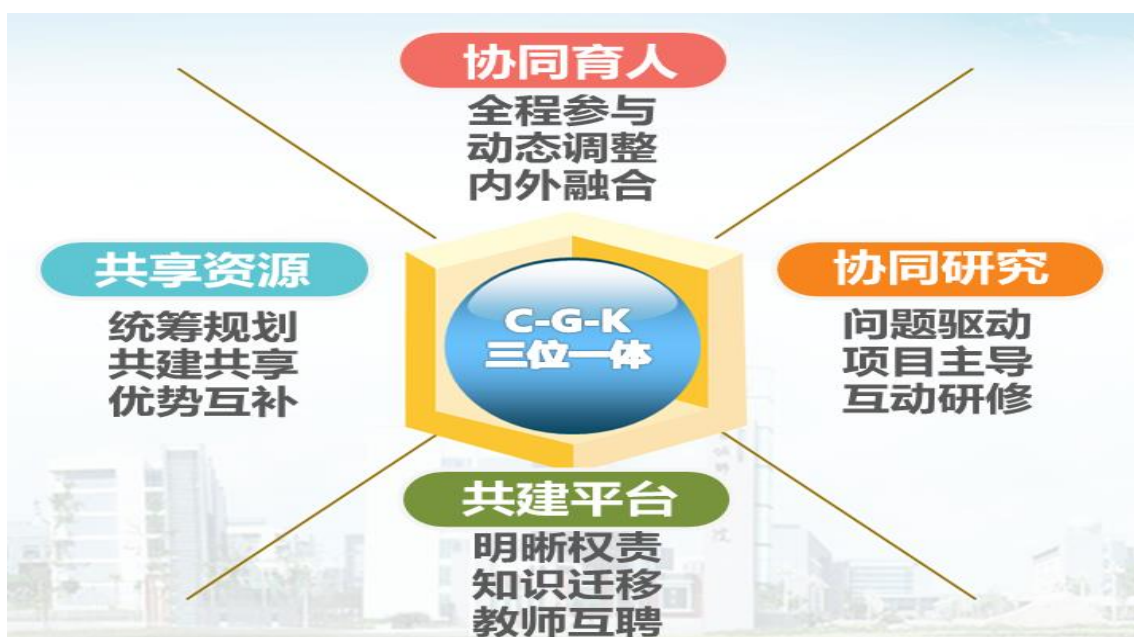 协同育人
全程参与
动态调整
内外融合
共享资源
统筹规划
共建共享
优势互补
C-G-K
三位一体
协同研究
问题驱动
项目主导
互动研修
共建平台
明晰权责
知识迁移
教师互聘